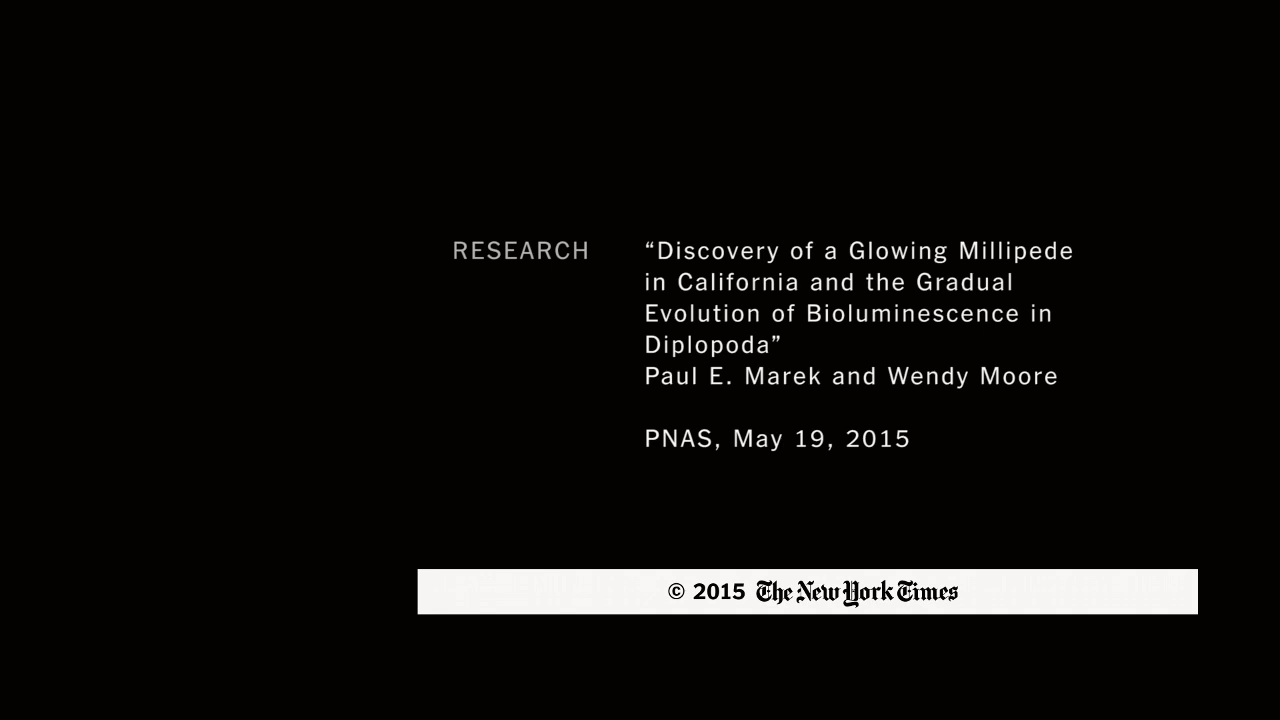 RESEARCH
“Discovery of a Glowing Millipede
in California and the Gradual
Evolution of Bioluminescence in
Diplopoda”
Paul E. Marek and Wendy Moore
PNAS, May 19, 2015
© 2015 The New York Times